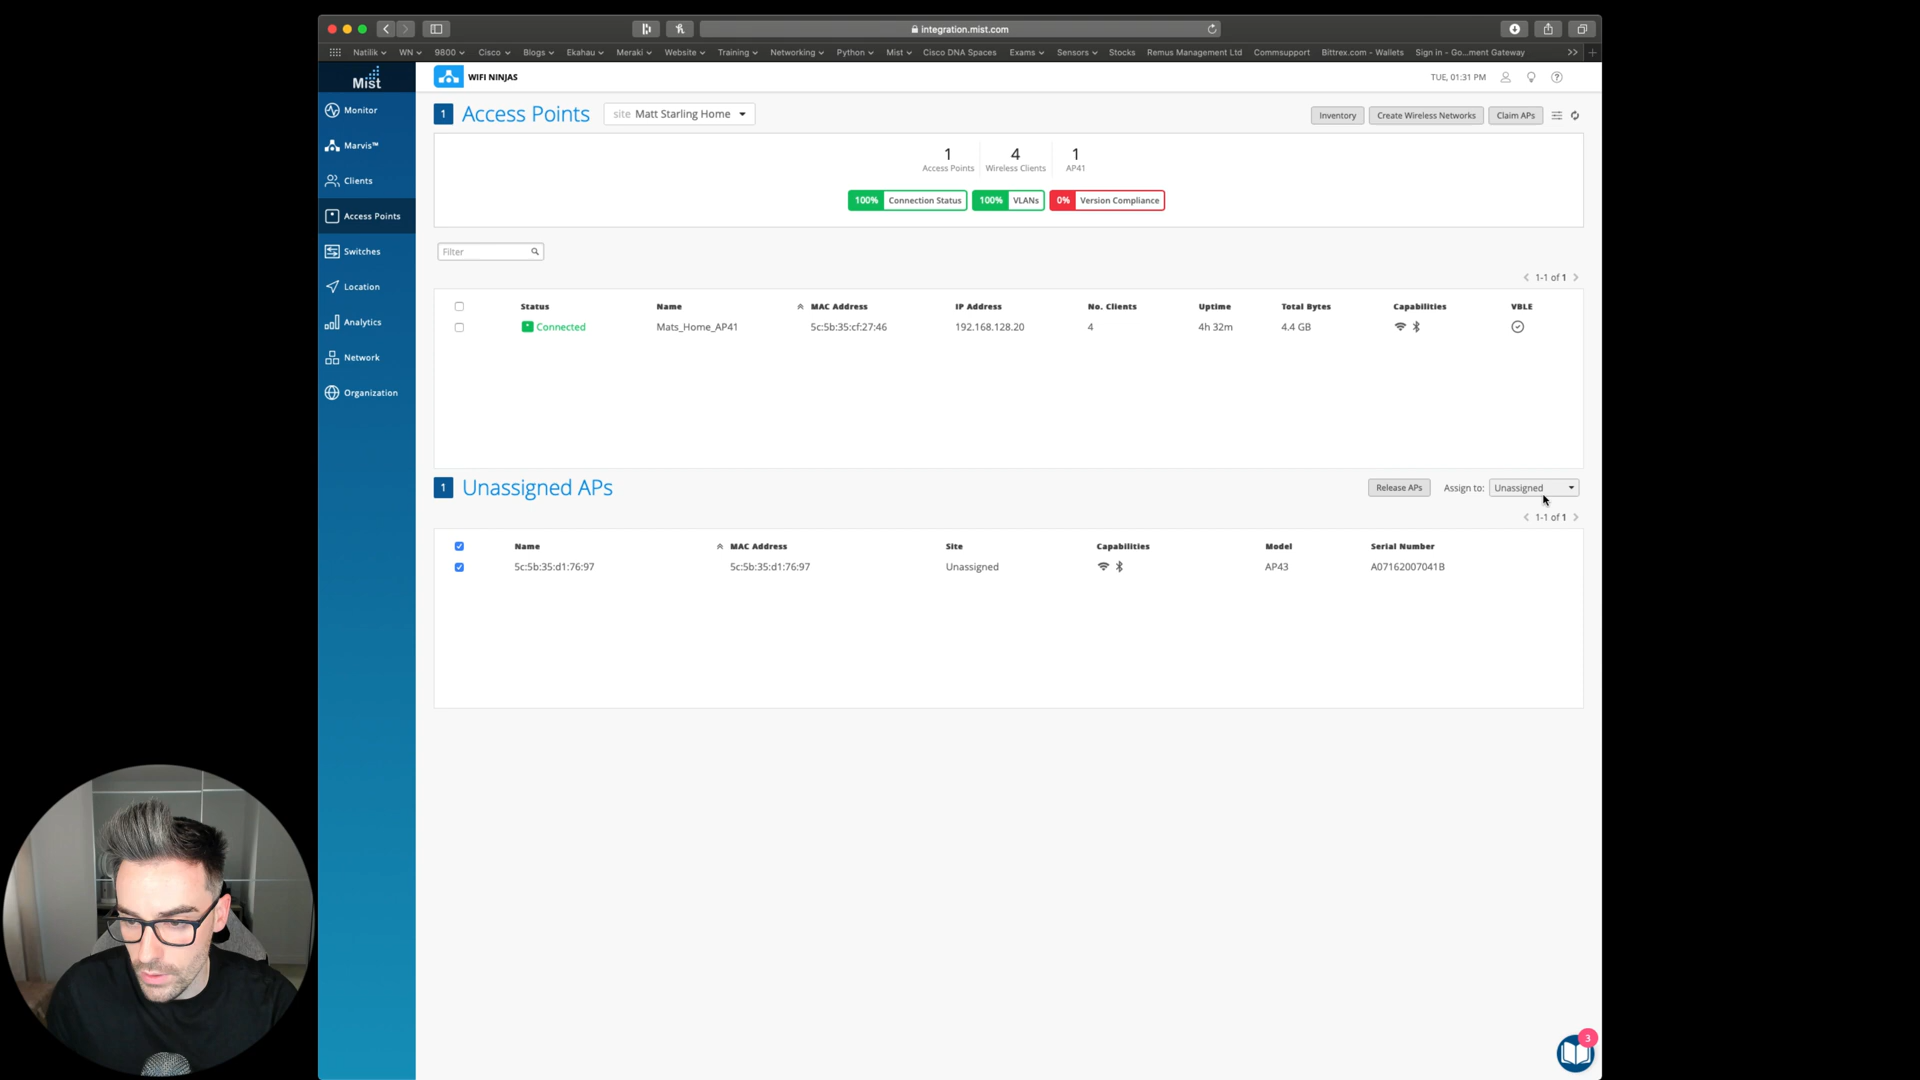 integration.mist.com
Natilik WN 9800 Cisco Blogs Ekahau Meraki Website Training Networking Python Mist Cisco DNA Spaces Exams Sensors Stocks Remus Management Ltd Commsupport Bittrex.com - Wallets Sign in - Go...ment Gateway >>
Mist
WIFI NINJAS
TUE, 01:31 PM
Monitor
Marvis™
Clients
Access Points
Switches
Location
Analytics
Network
Organization
1 Access Points site Matt Starling Home
Inventory Create Wireless Networks Claim APs
1 4 1
Access Points Wireless Clients AP41
100% Connection Status 100% VLANs 0% Version Compliance
Filter
< 1-1 of 1 >
Status Name MAC Address IP Address No. Clients Uptime Total Bytes Capabilities VBLE
Connected Mats_Home_AP41 5c:5b:35:cf:27:46 192.168.128.20 4 4h 32m 4.4 GB
1 Unassigned APs Release APs Assign to: Unassigned
< 1-1 of 1 >
Name MAC Address Site Capabilities Model Serial Number
5c:5b:35:d1:76:97 5c:5b:35:d1:76:97 Unassigned AP43 A07162007041B
3